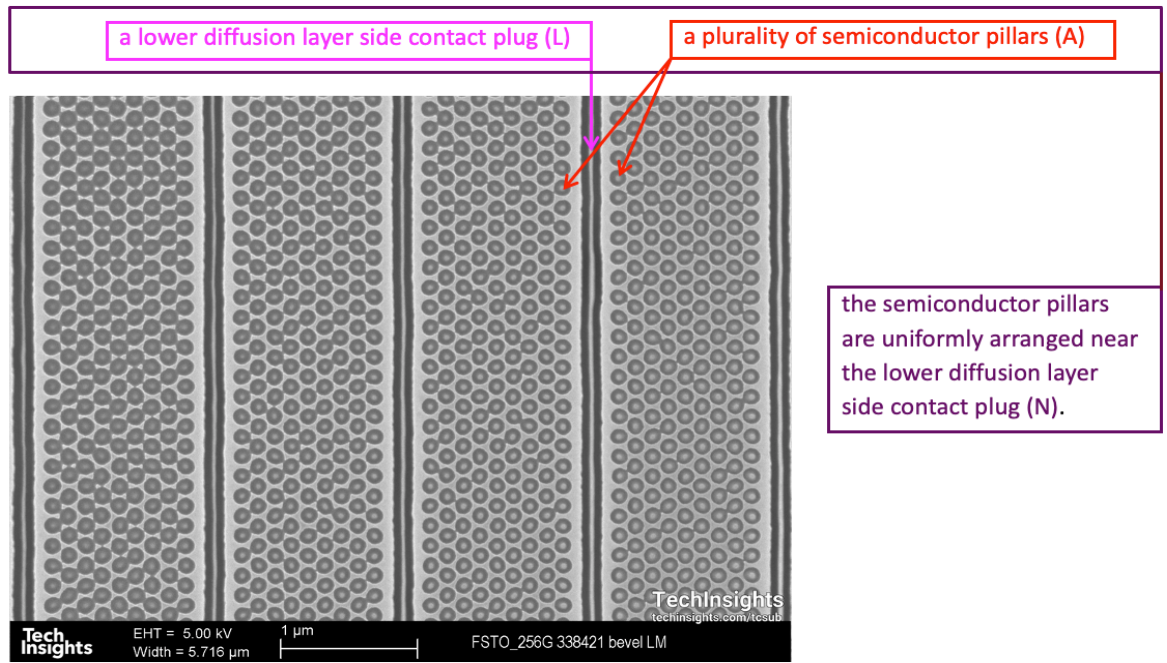 a lower diffusion layer side contact plug (L)
a plurality of semiconductor pillars (A)
the semiconductor pillars
are uniformly arranged near
the lower diffusion layer
side contact plug (N).
TechInsights
techinsights.com/tcsub
Tech
Insights
EHT = 5.00 kV
Width = 5.716 µm
1 µm
FSTO_256G 338421 bevel LM